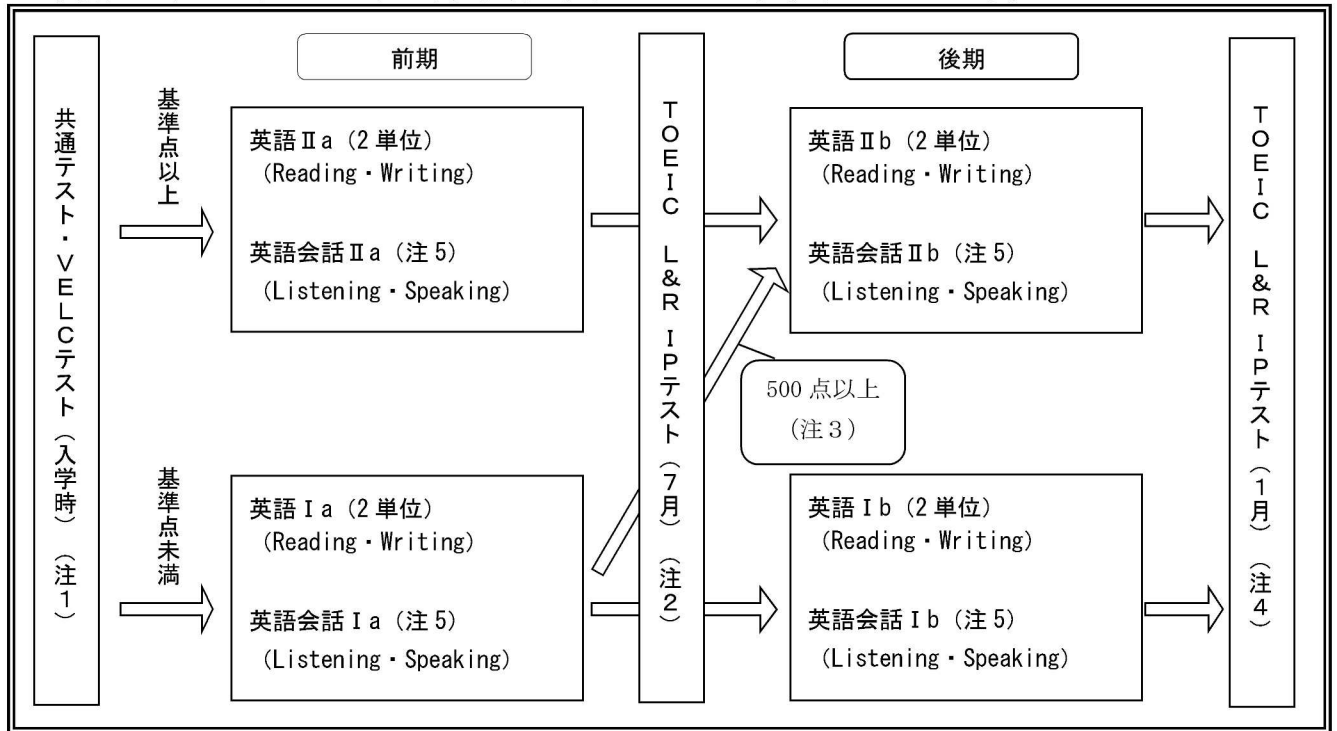 前期
後期
共通テスト・VELCテスト(入学時)(注1)
基準点以上
英語Ⅱa(2単位)
(Reading・Writing)
英語会話Ⅱa(注5)
(Listening・Speaking)
基準点未満
英語Ⅰa(2単位)
(Reading・Writing)
英語会話Ⅰa(注5)
(Listening・Speaking)
TOEIC L&R IPテスト(7月)(注2)
500点以上
(注3)
英語Ⅱb(2単位)
(Reading・Writing)
英語会話Ⅱb(注5)
(Listening・Speaking)
英語Ⅰb(2単位)
(Reading・Writing)
英語会話Ⅰb(注5)
(Listening・Speaking)
TOEIC L&R IPテスト(1月)(注4)